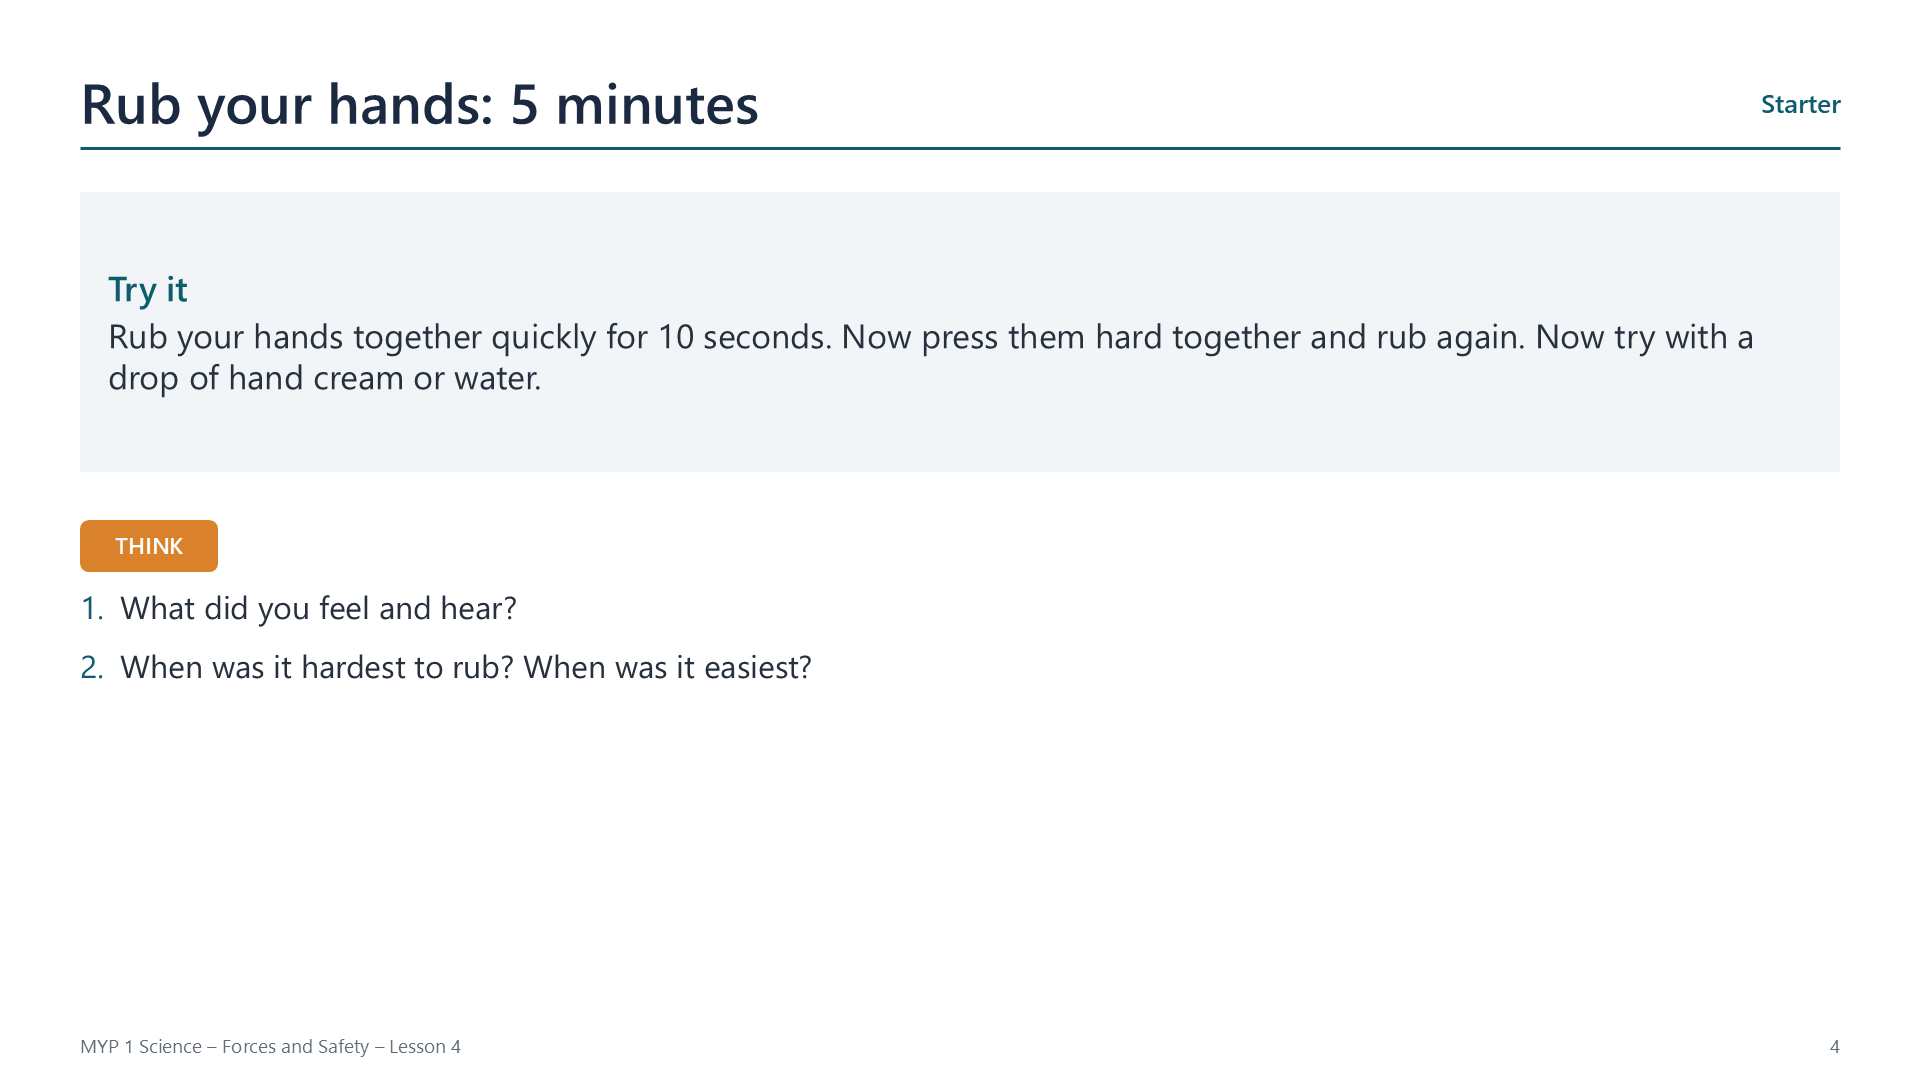 Rub your hands: 5 minutes
Starter
Try it
Rub your hands together quickly for 10 seconds. Now press them hard together and rub again. Now try with a
drop of hand cream or water.
THINK
1. What did you feel and hear?
2. When was it hardest to rub? When was it easiest?
MYP 1 Science – Forces and Safety – Lesson 4
4